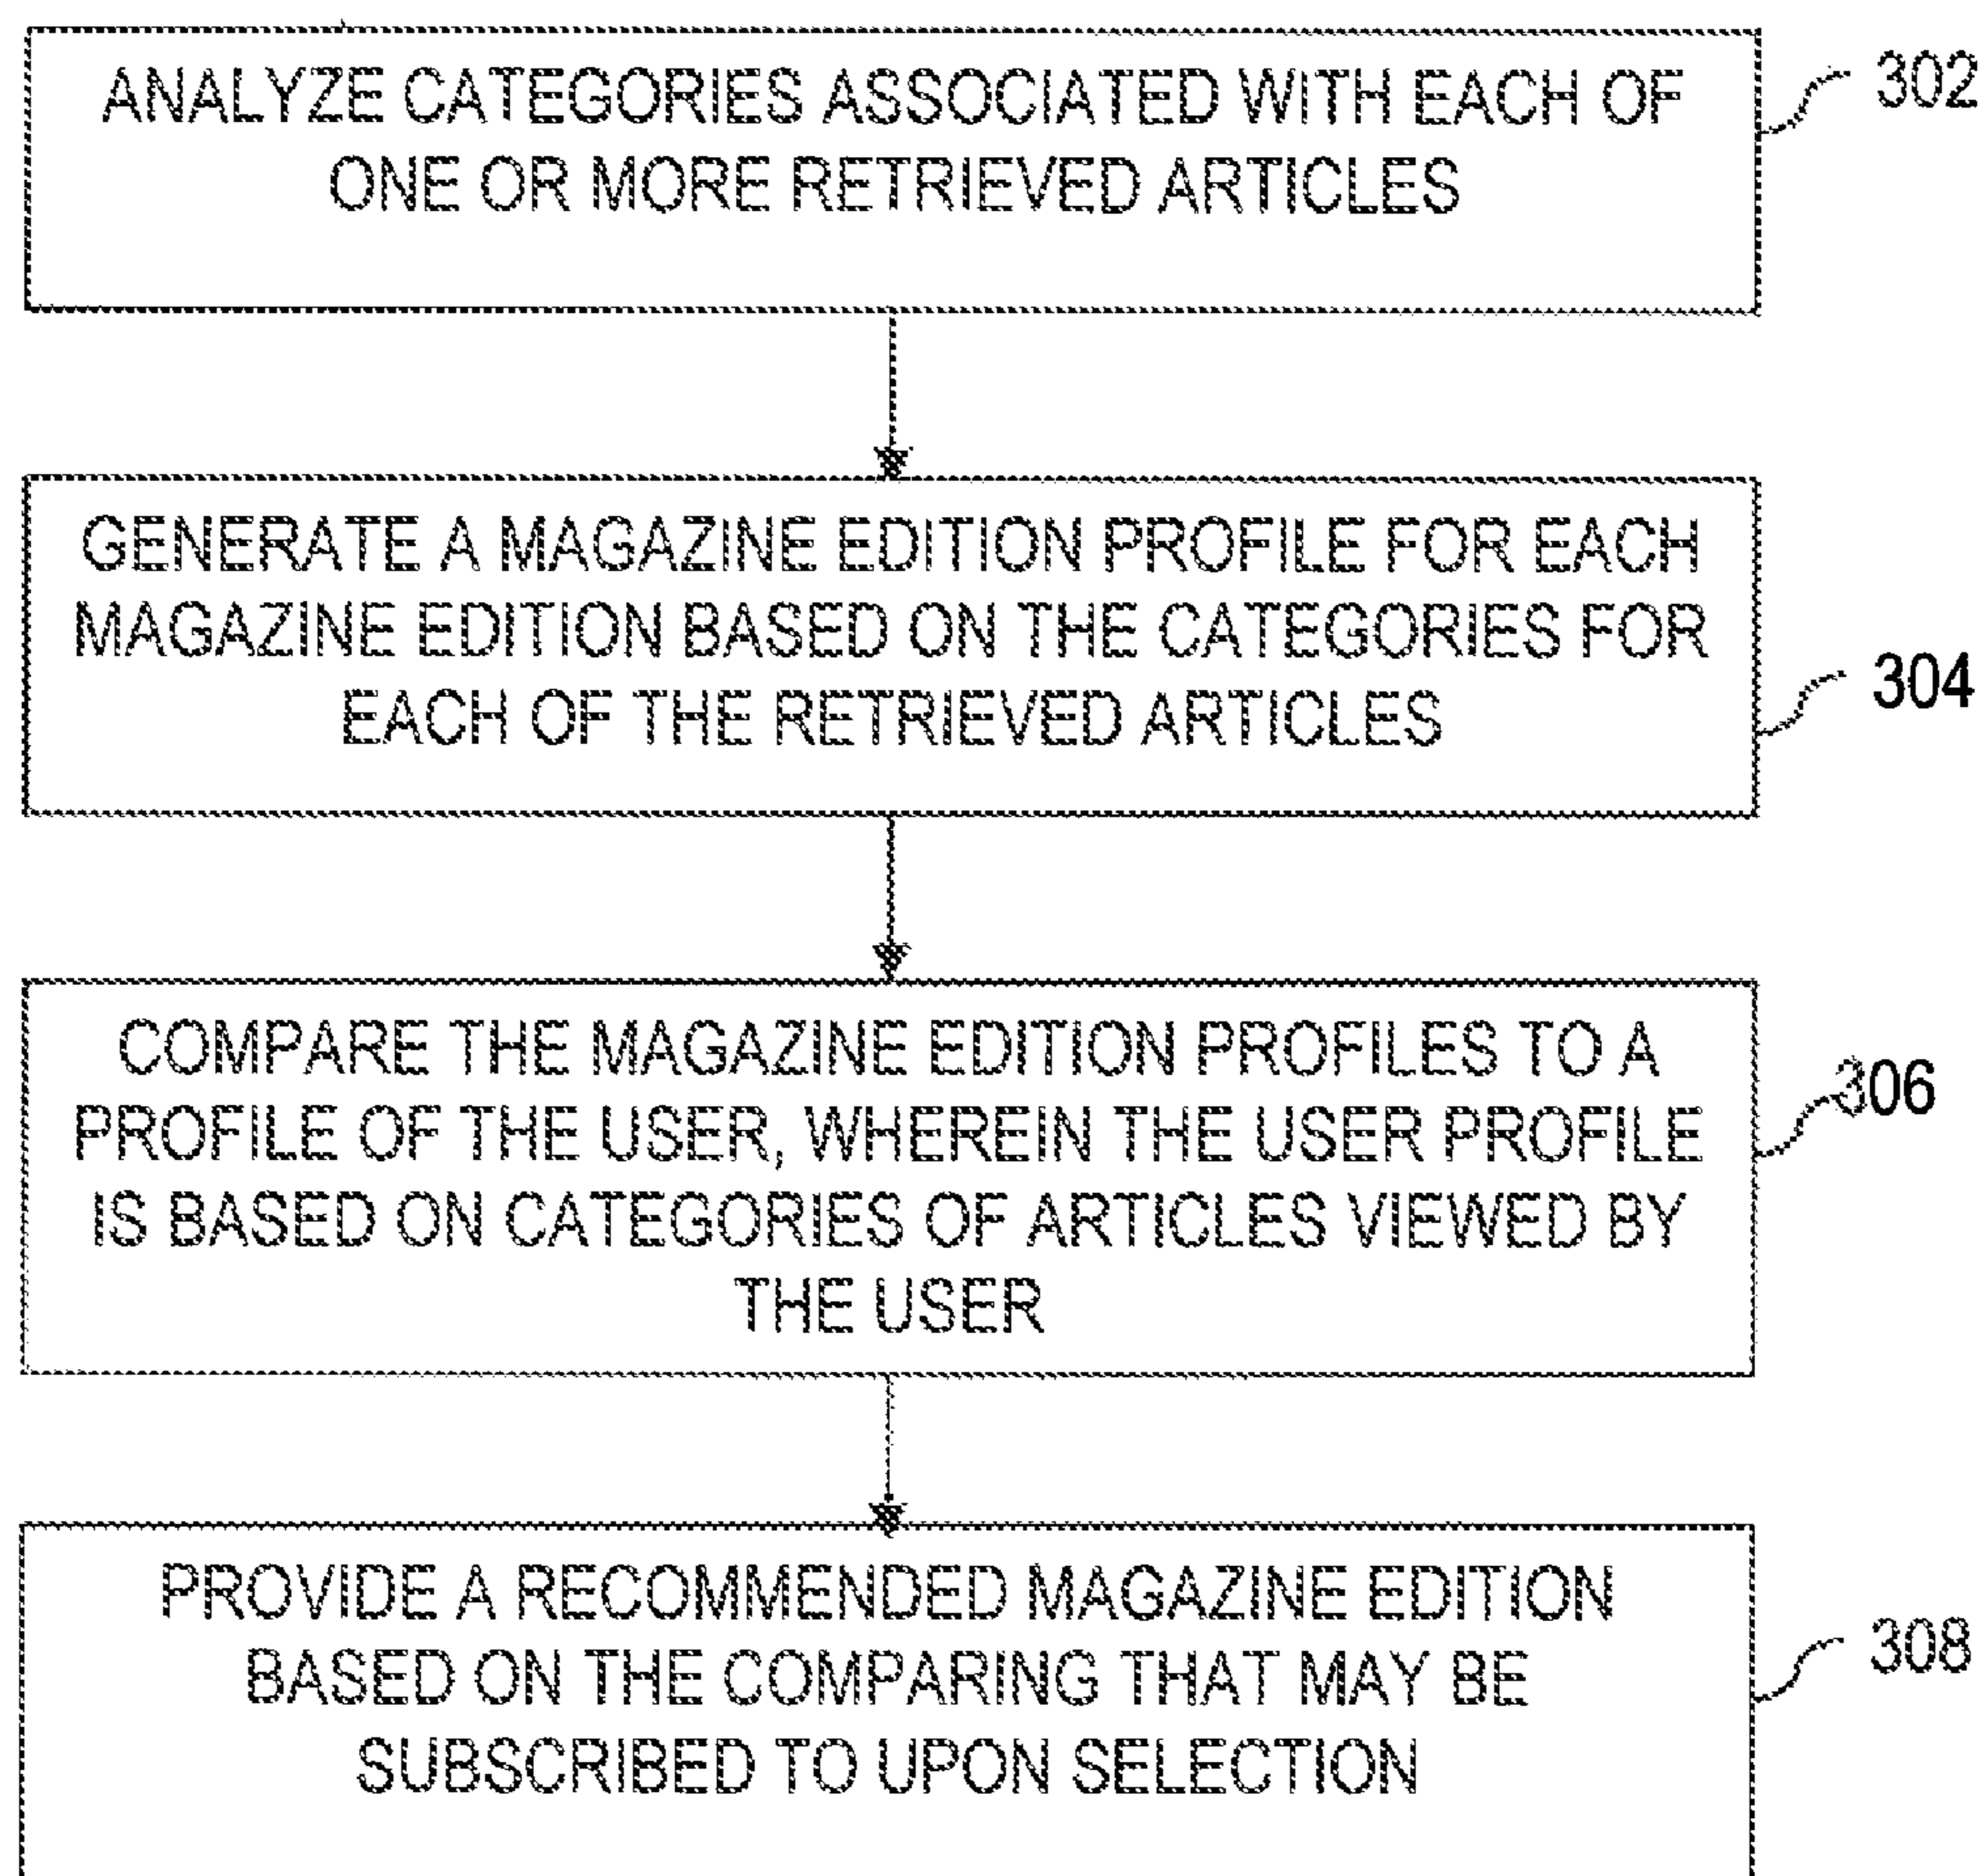 ANALYZE CATEGORIES ASSOCIATED WITH EACH OF
ONE OR MORE RETRIEVED ARTICLES
302
GENERATE A MAGAZINE EDITION PROFILE FOR EACH
MAGAZINE EDITION BASED ON THE CATEGORIES FOR
EACH OF THE RETRIEVED ARTICLES
304
COMPARE THE MAGAZINE EDITION PROFILES TO A
PROFILE OF THE USER, WHEREIN THE USER PROFILE
IS BASED ON CATEGORIES OF ARTICLES VIEWED BY
THE USER
306
PROVIDE A RECOMMENDED MAGAZINE EDITION
BASED ON THE COMPARING THAT MAY BE
SUBSCRIBED TO UPON SELECTION
308